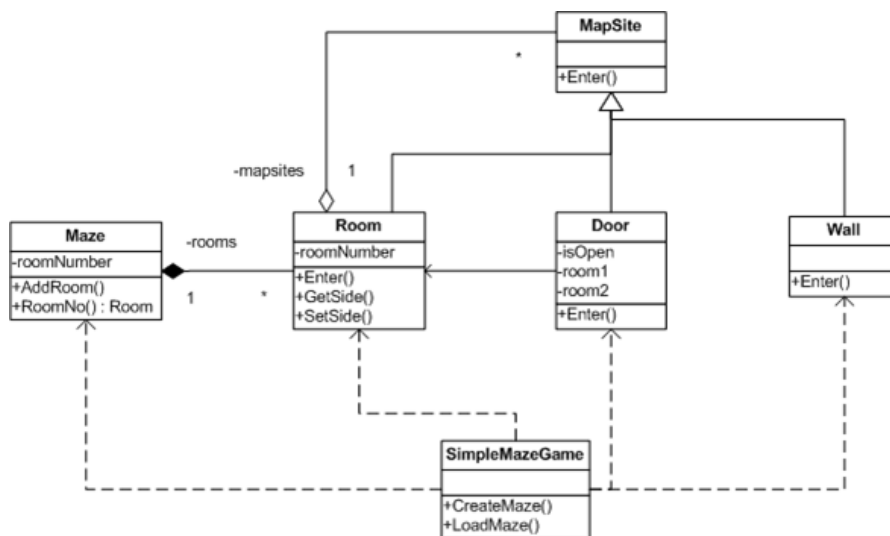 MapSite
+Enter()
*
-mapsites
1
Maze
-roomNumber
+AddRoom()
+RoomNo() : Room
-rooms
1
*
Room
-roomNumber
+Enter()
+GetSide()
+SetSide()
Door
-isOpen
-room1
-room2
+Enter()
Wall
+Enter()
SimpleMazeGame
+CreateMaze()
+LoadMaze()